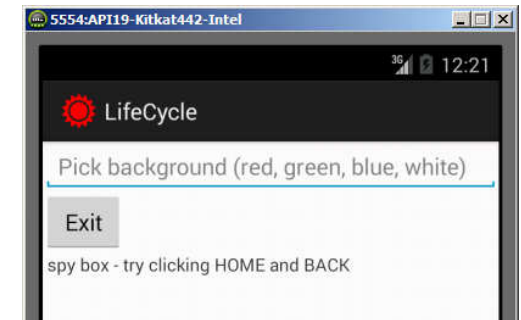 5554:API19-Kitkat442-Intel
3G 12:21
LifeCycle
Pick background (red, green, blue, white)
Exit
spy box - try clicking HOME and BACK